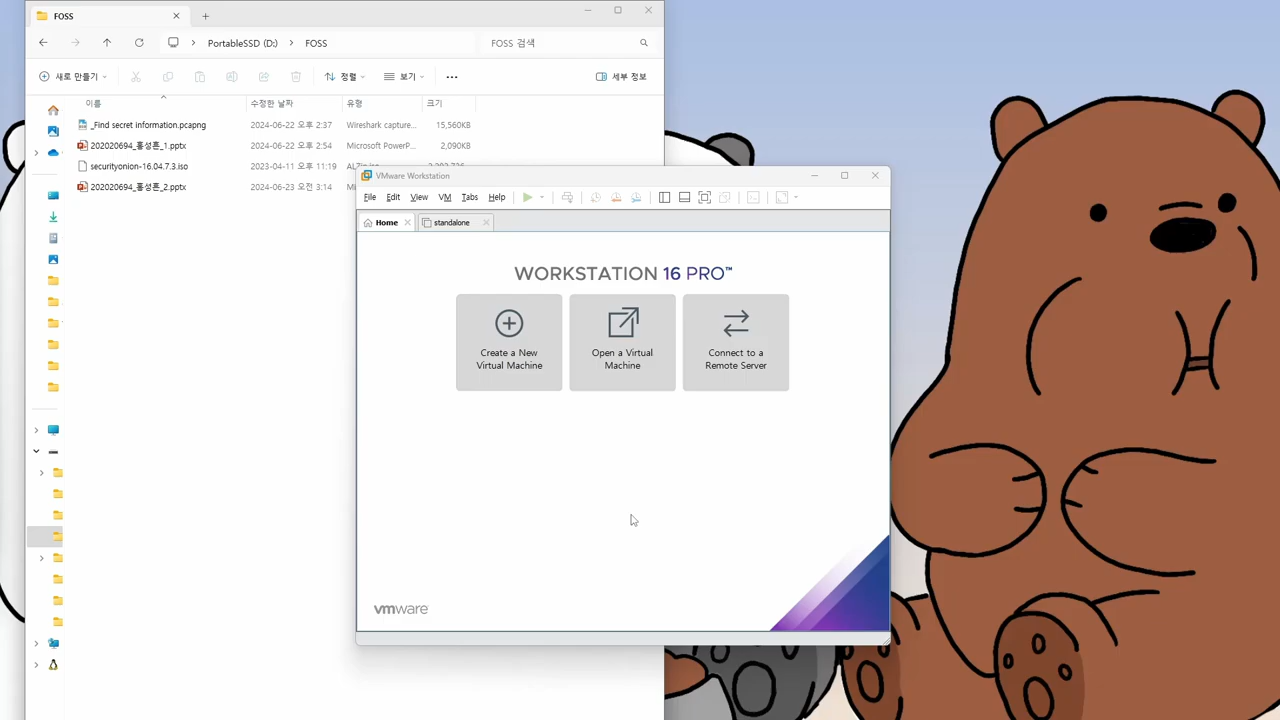 FOSS
PortableSSD (D:) FOSS
FOSS 검색
새로 만들기
정렬
보기
세부 정보
이름 수정한 날짜 유형 크기
_Find secret information.pcapng 2024-06-22 오후 2:37 Wireshark capture... 15,560KB
202020694_홍성훈_1.pptx 2024-06-22 오후 2:54 Microsoft PowerP... 2,090KB
securityonion-16.04.7.3.iso 2023-04-11 오후 11:19
202020694_홍성훈_2.pptx 2024-06-23 오전 3:14
VMware Workstation
File Edit View VM Tabs Help
Home standalone
WORKSTATION 16 PRO™
Create a New
Virtual Machine
Open a Virtual
Machine
Connect to a
Remote Server
vmware